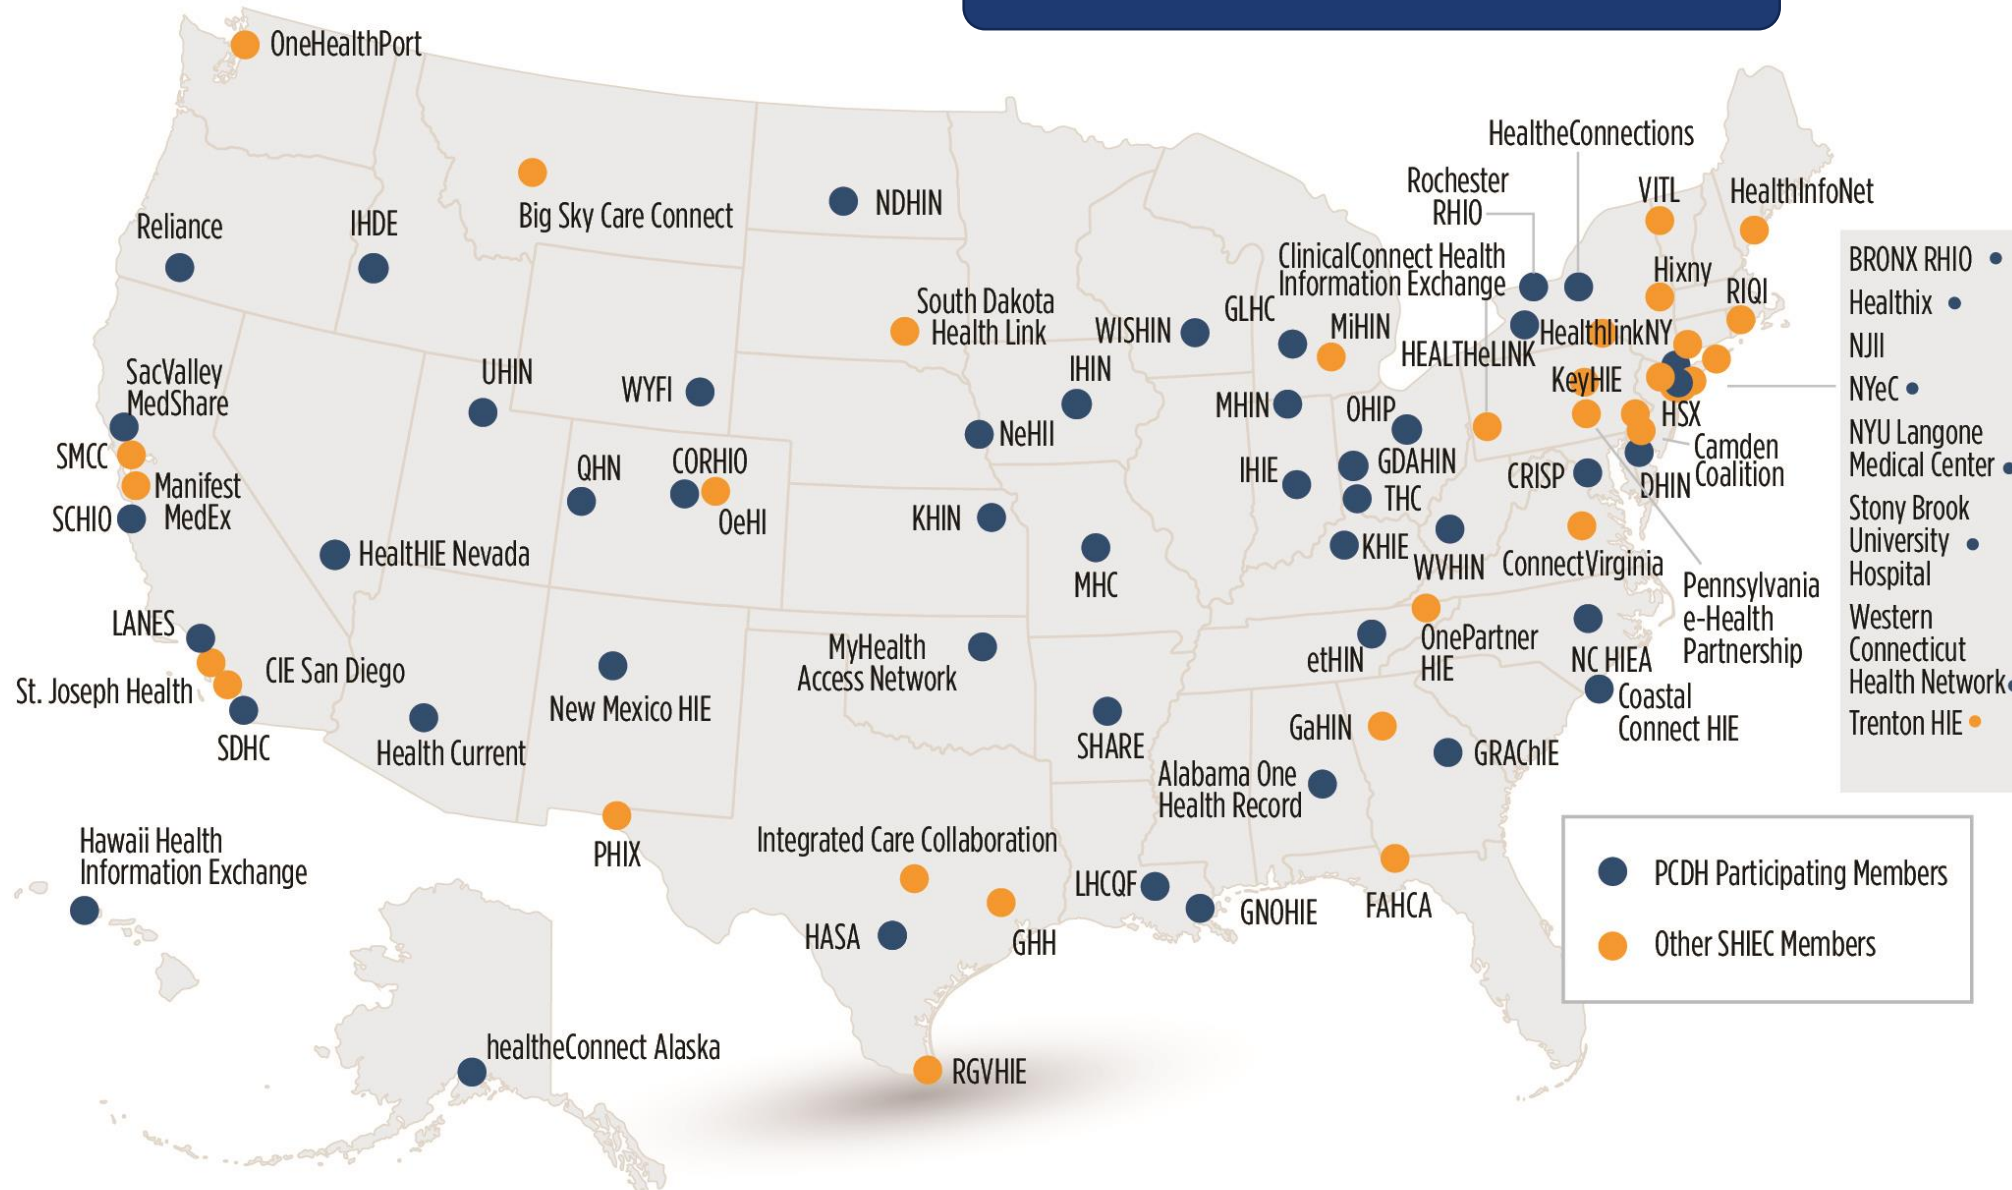 OneHealthPort
Big Sky Care Connect
NDHIN
Reliance
IHDE
South Dakota
Health Link
WISHIN
GLHC
MiHIN
ClinicalConnect Health
Information Exchange
Rochester
RHIO
HealtheConnections
VITL
HealthInfoNet
Hixny
RIQI
HealthlinkNY
HEALTHeLINK
KeyHIE
HSX
Camden
Coalition
DHIN
CRISP
ConnectVirginia
Pennsylvania
e-Health
Partnership
SacValley
MedShare
SMCC
Manifest
MedEx
SCHIO
UHIN
WYFI
IHIN
NeHII
MHIN
OHIP
GDAHIN
IHIE
THC
KHIE
WVHIN
QHN
CORHIO
OeHI
KHIN
MHC
HealtHIE Nevada
LANES
CIE San Diego
St. Joseph Health
SDHC
Health Current
New Mexico HIE
MyHealth
Access Network
SHARE
etHIN
OnePartner
HIE
NC HIEA
Coastal
Connect HIE
GaHIN
GRAChIE
Alabama One
Health Record
PHIX
Integrated Care Collaboration
HASA
GHH
LHCQF
GNOHIE
FAHCA
RGVHIE
Hawaii Health
Information Exchange
healtheConnect Alaska
BRONX RHIO
Healthix
NJII
NYeC
NYU Langone
Medical Center
Stony Brook
University
Hospital
Western
Connecticut
Health Network
Trenton HIE
PCDH Participating Members
Other SHIEC Members